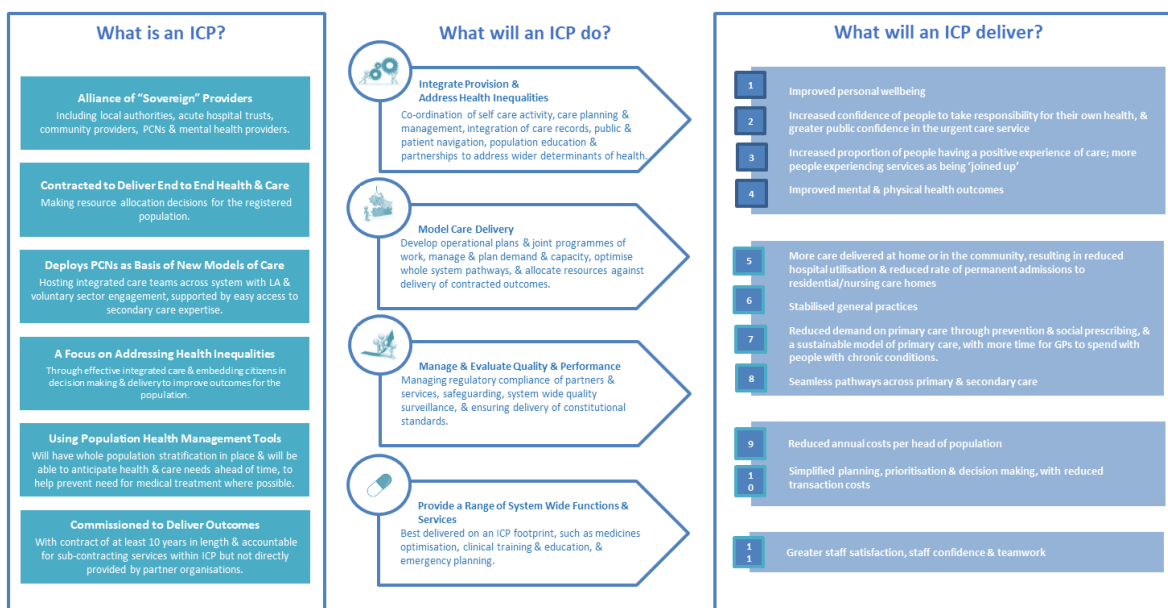 What is an ICP?
Alliance of “Sovereign” Providers
Including local authorities, acute hospital trusts,
community providers, PCNs & mental health providers.
Contracted to Deliver End to End Health & Care
Making resource allocation decisions for the registered
population.
Deploys PCNs as Basis of New Models of Care
Hosting integrated care teams across system with LA &
voluntary sector engagement, supported by easy access to
secondary care expertise.
A Focus on Addressing Health Inequalities
Through effective integrated care & embedding citizens in
decision making & delivery to improve outcomes for the
population.
Using Population Health Management Tools
Will have whole population stratification in place & will be
able to anticipate health & care needs ahead of time, to
help prevent need for medical treatment where possible.
Commissioned to Deliver Outcomes
With contract of at least 10 years in length & accountable
for sub-contracting services within ICP but not directly
provided by partner organisations.
What will an ICP do?
Integrate Provision &
Address Health Inequalities
Co-ordination of self care activity, care planning &
management, integration of care records, public &
patient navigation, population education &
partnerships to address wider determinants of health.
Model Care Delivery
Develop operational plans & joint programmes of
work, manage & plan demand & capacity, optimise
whole system pathways, & allocate resources against
delivery of contracted outcomes.
Manage & Evaluate Quality & Performance
Managing regulatory compliance of partners &
services, safeguarding, system wide quality
surveillance, & ensuring delivery of constitutional
standards.
Provide a Range of System Wide Functions &
Services
Best delivered on an ICP footprint, such as medicines
optimisation, clinical training & education, &
emergency planning.
What will an ICP deliver?
1 Improved personal wellbeing
2 Increased confidence of people to take responsibility for their own health, &
greater public confidence in the urgent care service
3 Increased proportion of people having a positive experience of care; more
people experiencing services as being ‘joined up’
4 Improved mental & physical health outcomes
5 More care delivered at home or in the community, resulting in reduced
hospital utilisation & reduced rate of permanent admissions to
residential/nursing care homes
6 Stabilised general practices
7 Reduced demand on primary care through prevention & social prescribing, &
a sustainable model of primary care, with more time for GPs to spend with
people with chronic conditions.
8 Seamless pathways across primary & secondary care
9 Reduced annual costs per head of population
10 Simplified planning, prioritisation & decision making, with reduced
transaction costs
11 Greater staff satisfaction, staff confidence & teamwork